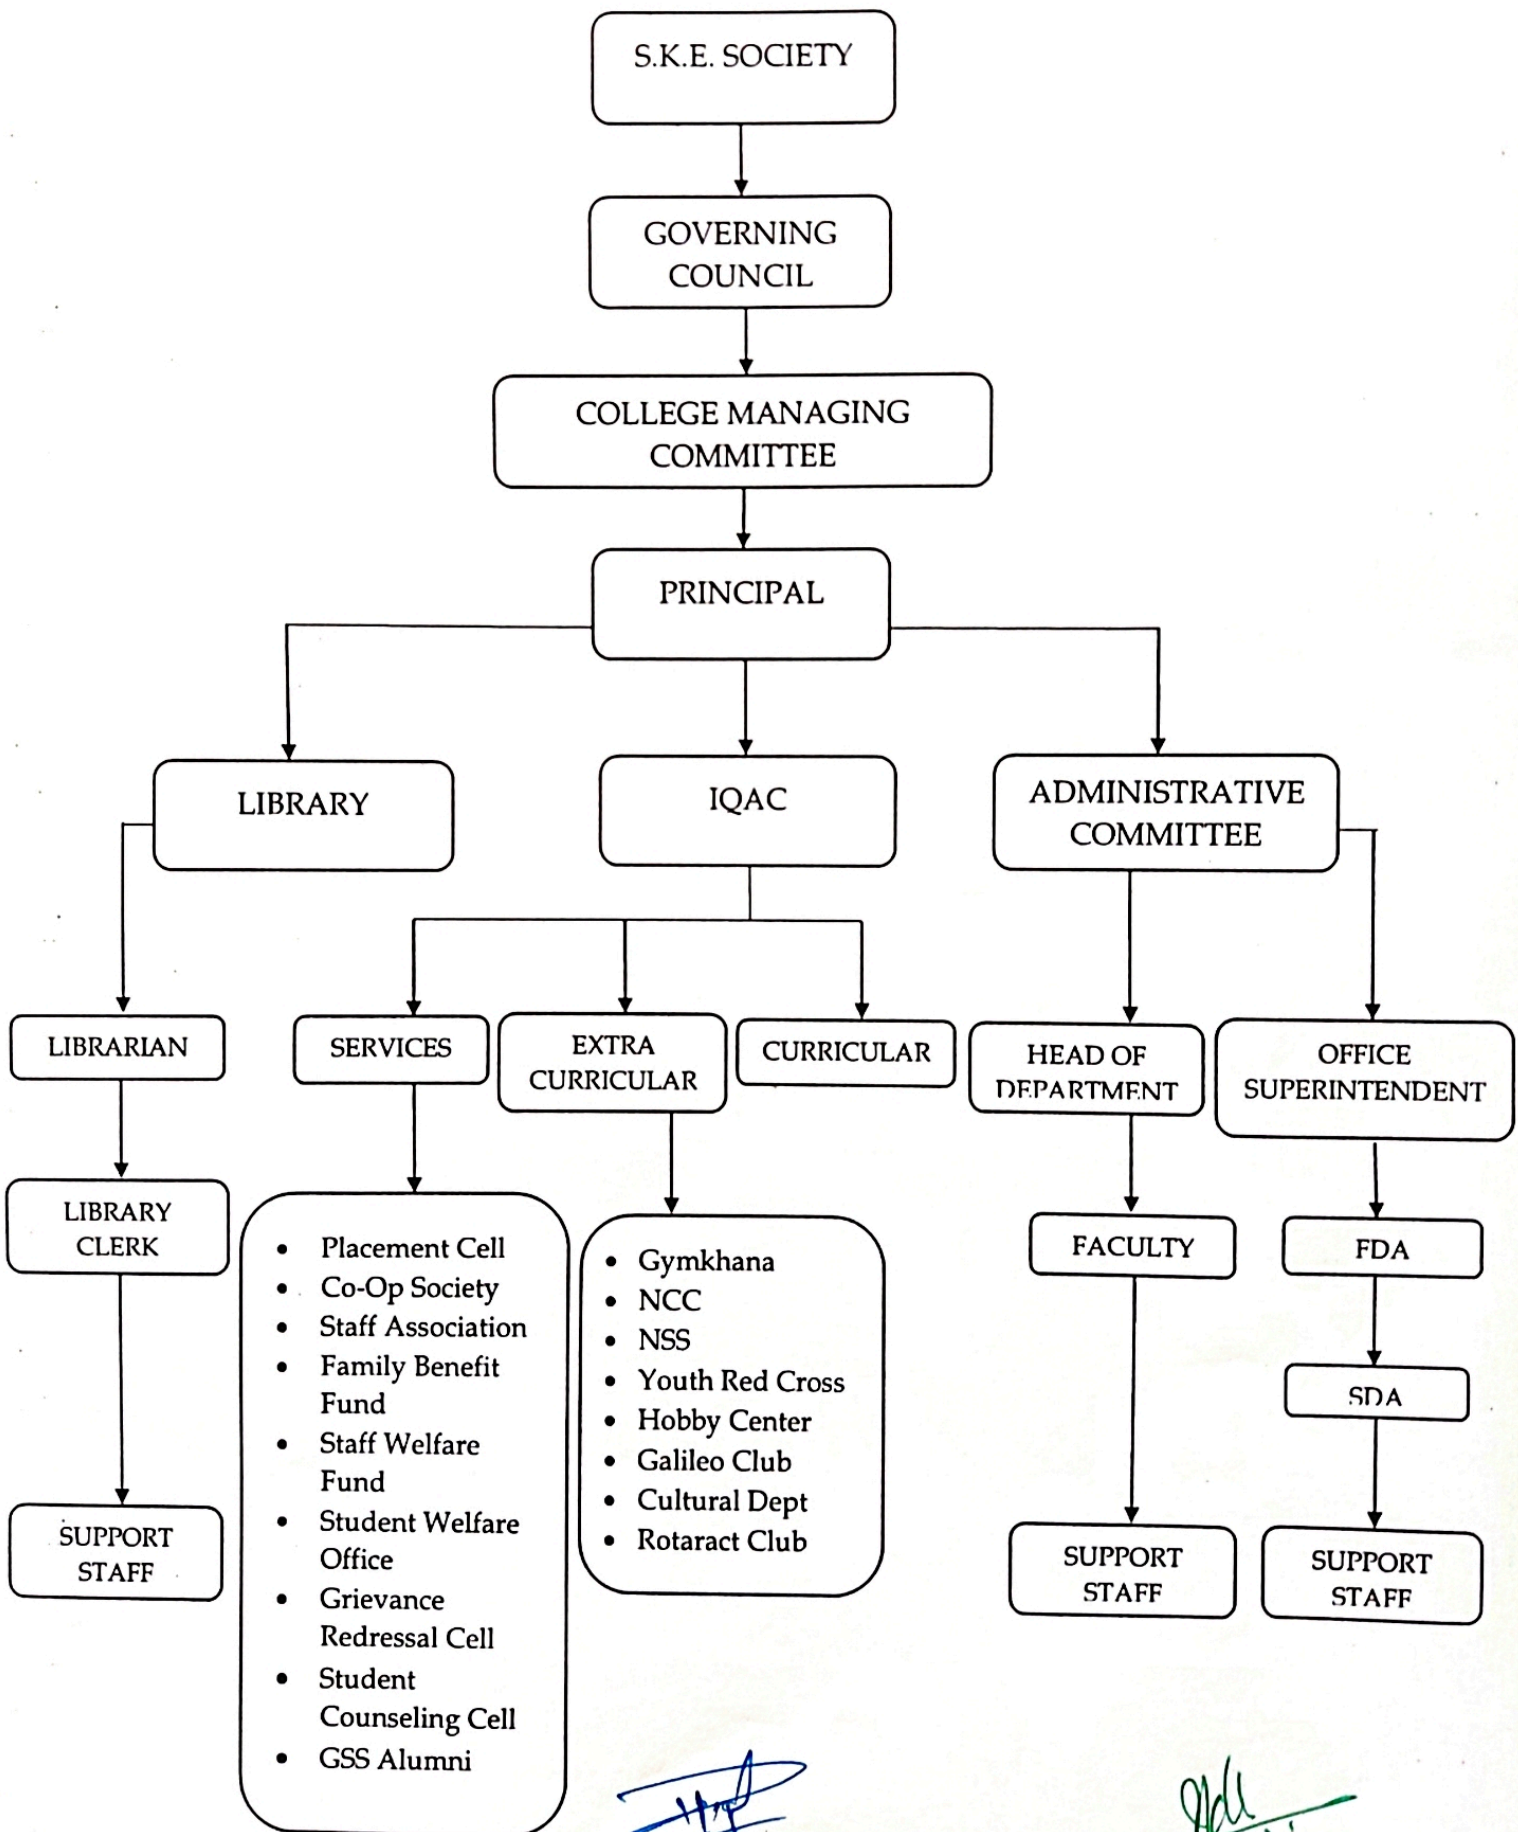 S.K.E. SOCIETY
GOVERNING
COUNCIL
COLLEGE MANAGING
COMMITTEE
PRINCIPAL
LIBRARY
IQAC
ADMINISTRATIVE
COMMITTEE
LIBRARIAN
SERVICES
EXTRA
CURRICULAR
CURRICULAR
HEAD OF
DEPARTMENT
OFFICE
SUPERINTENDENT
LIBRARY
CLERK
• Placement Cell
• Co-Op Society
• Staff Association
• Family Benefit
Fund
• Staff Welfare
Fund
• Student Welfare
Office
• Grievance
Redressal Cell
• Student
Counseling Cell
• GSS Alumni
• Gymkhana
• NCC
• NSS
• Youth Red Cross
• Hobby Center
• Galileo Club
• Cultural Dept
• Rotaract Club
FACULTY
FDA
SDA
SUPPORT
STAFF
SUPPORT
STAFF
SUPPORT
STAFF